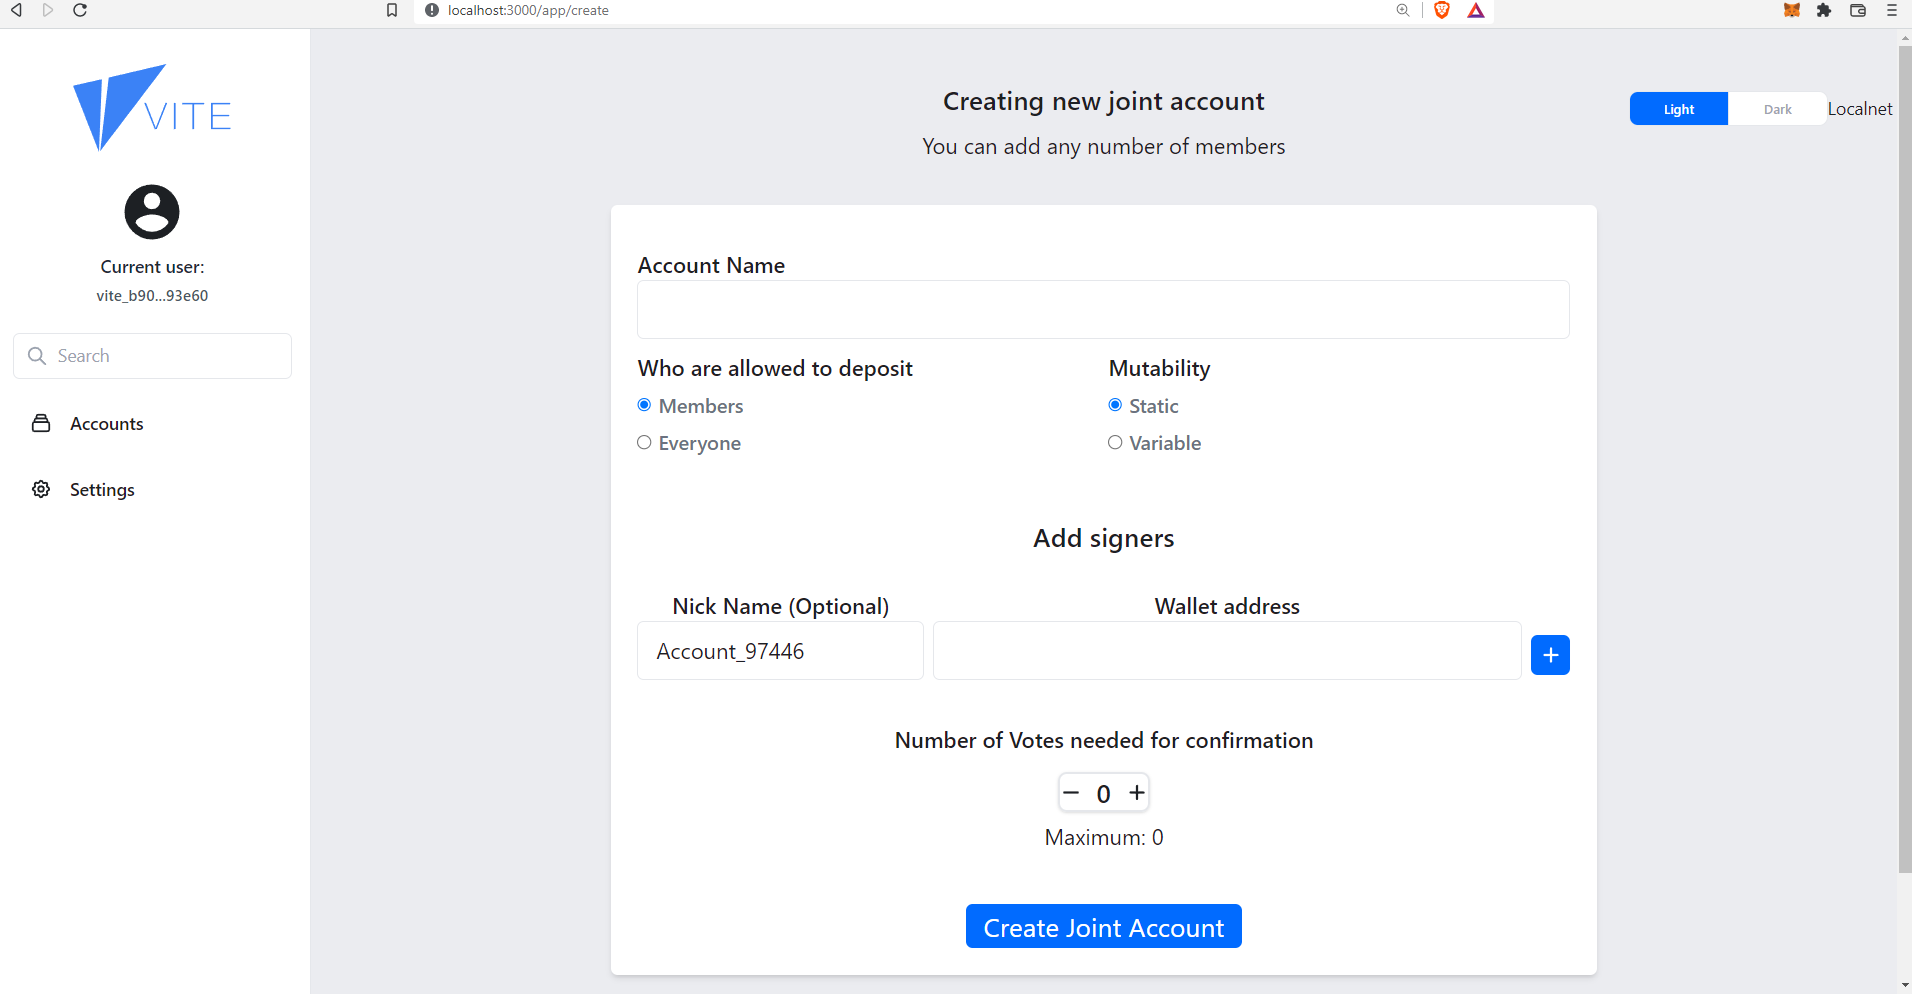 localhost:3000/app/create
VITE
Current user:
vite_b90...93e60
Search
Accounts
Settings
Creating new joint account
You can add any number of members
Light Dark Localnet
Account Name
Who are allowed to deposit Mutability
Members Static
Everyone Variable
Add signers
Nick Name (Optional) Wallet address
Account_97446 +
Number of Votes needed for confirmation
− 0 +
Maximum: 0
Create Joint Account